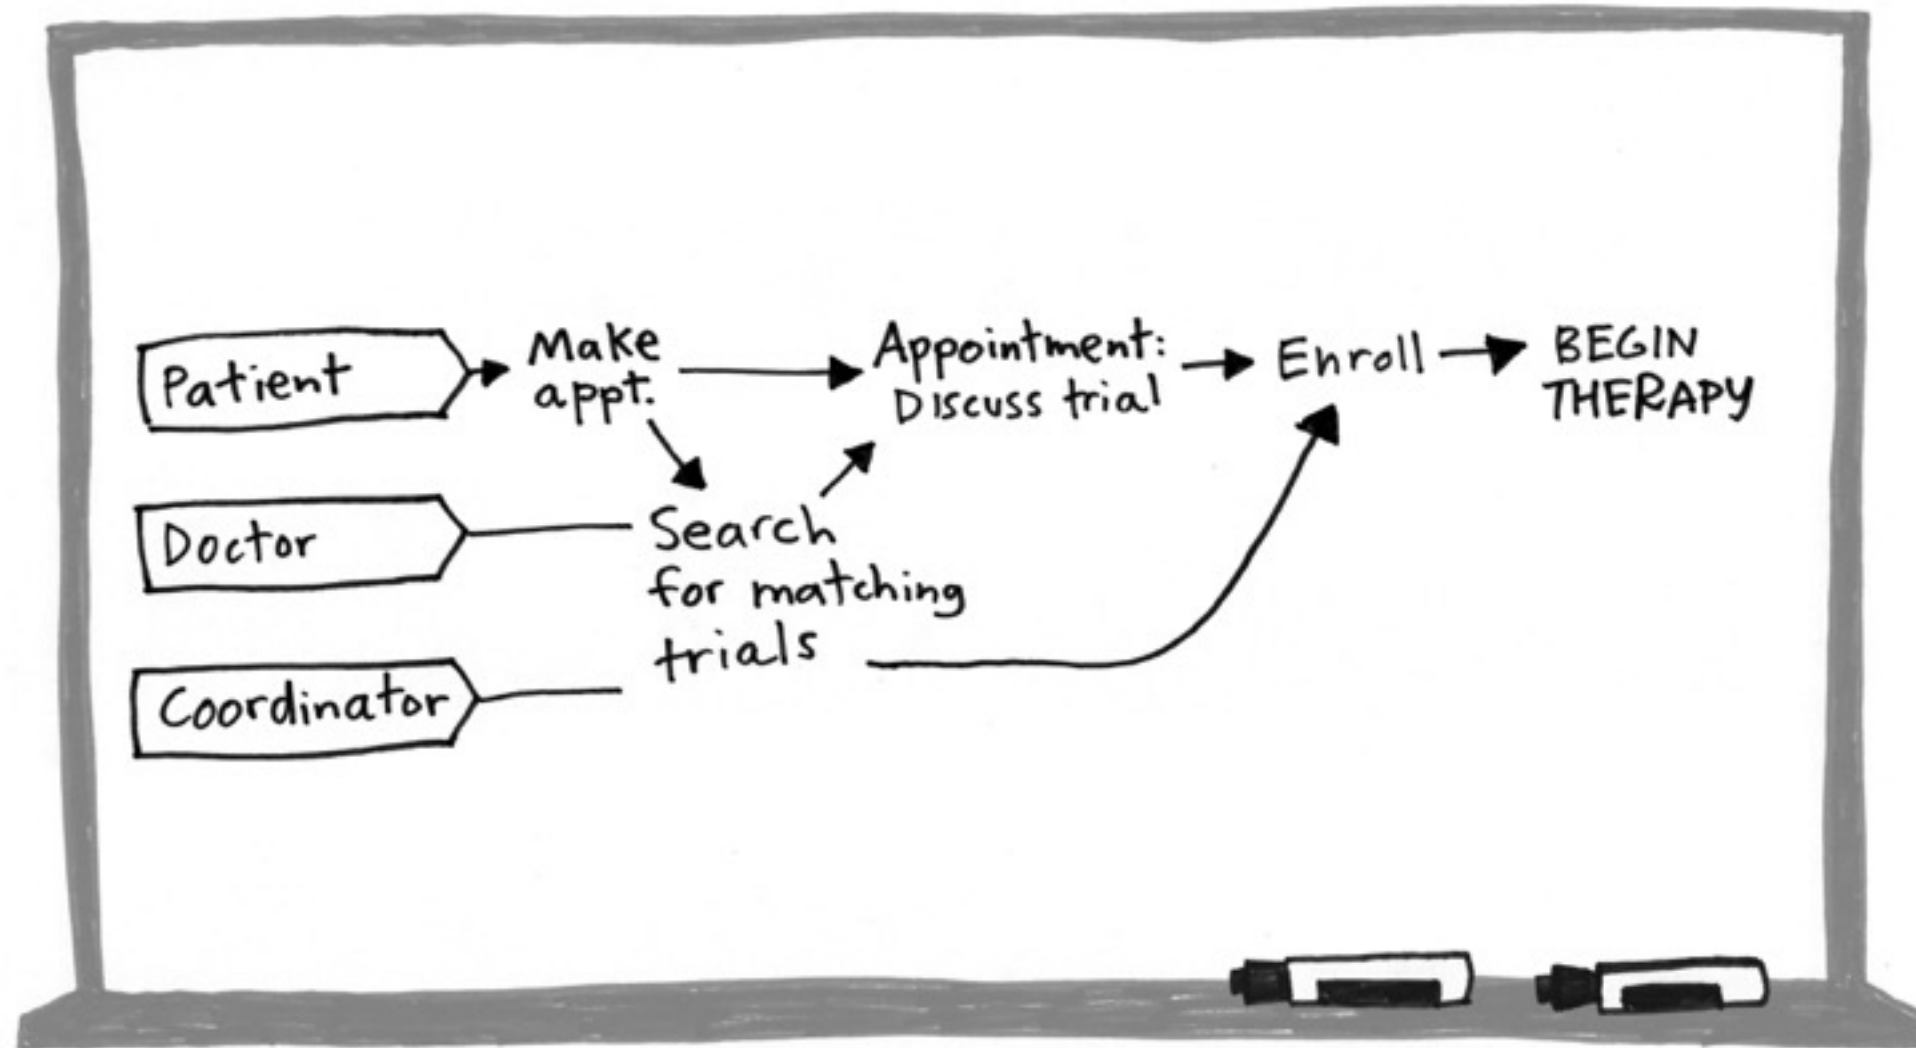 Patient
Make
appt.
Appointment:
Discuss trial
Enroll
BEGIN
THERAPY
Doctor
Search
for matching
trials
Coordinator